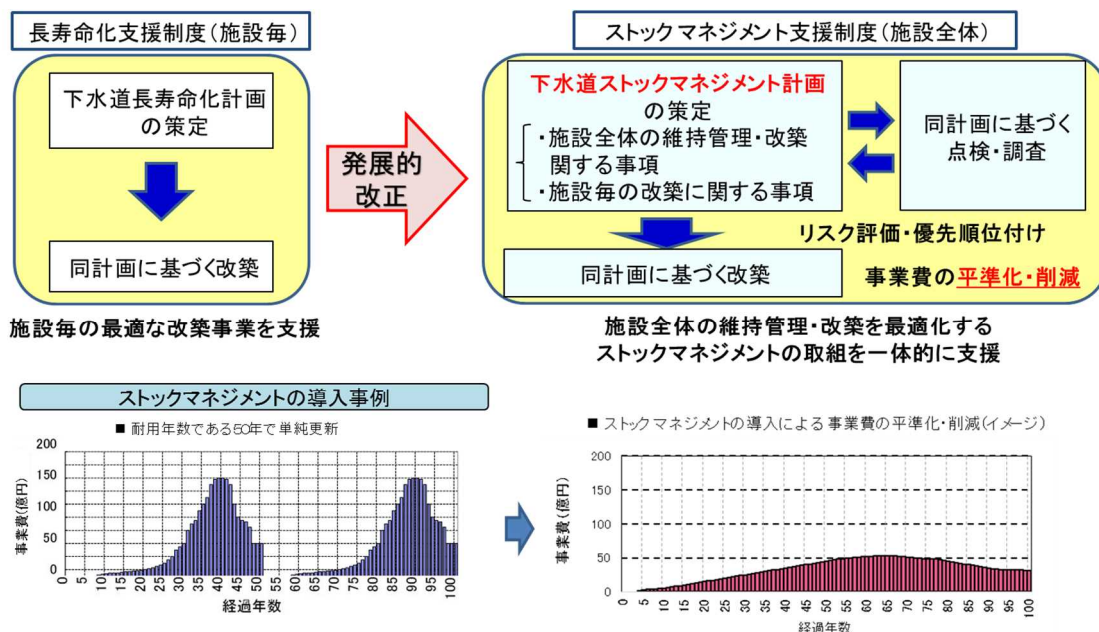 長寿命化支援制度(施設毎)
下水道長寿命化計画
の策定
同計画に基づく改築
施設毎の最適な改築事業を支援
発展的
改正
ストックマネジメント支援制度(施設全体)
下水道ストックマネジメント計画
の策定
・施設全体の維持管理・改築
関する事項
・施設毎の改築に関する事項
同計画に基づく
点検・調査
リスク評価・優先順位付け
同計画に基づく改築
事業費の平準化・削減
施設全体の維持管理・改築を最適化する
ストックマネジメントの取組を一体的に支援
ストックマネジメントの導入事例
■ 耐用年数である50年で単純更新
事業費(億円)
200
150
100
50
0
0 5 10 15 20 25 30 35 40 45 50 55 60 65 70 75 80 85 90 95 100
経過年数
■ ストックマネジメントの導入による事業費の平準化・削減(イメージ)
事業費(億円)
200
150
100
50
0
0 5 10 15 20 25 30 35 40 45 50 55 60 65 70 75 80 85 90 95 100
経過年数